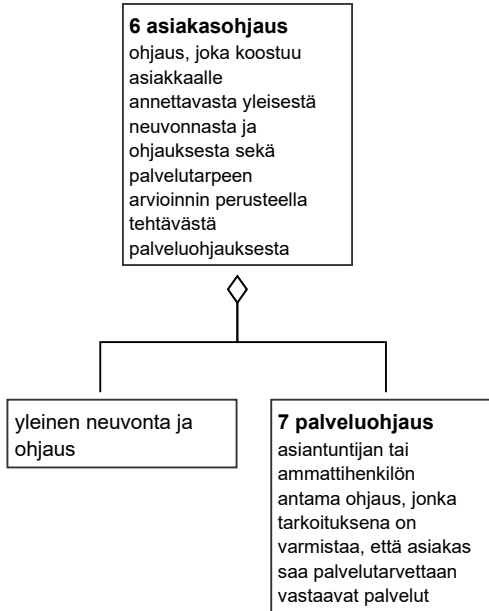 6 asiakasohjaus
ohjaus, joka koostuu
asiakkaalle
annettavasta yleisestä
neuvonnasta ja
ohjauksesta sekä
palvelutarpeen
arvioinnin perusteella
tehtävästä
palveluohjauksesta
yleinen neuvonta ja
ohjaus
7 palveluohjaus
asiantuntijan tai
ammattihenkilön
antama ohjaus, jonka
tarkoituksena on
varmistaa, että asiakas
saa palvelutarvettaan
vastaavat palvelut